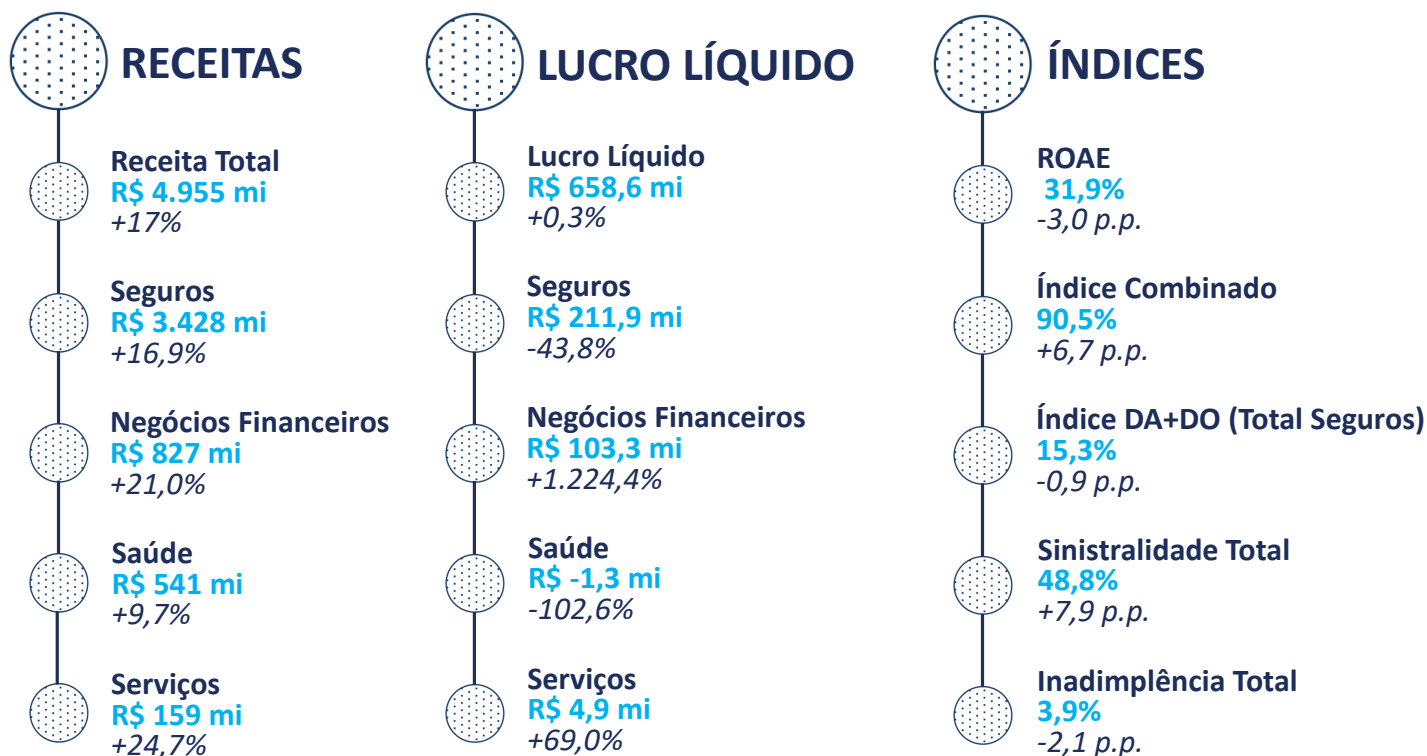 RECEITAS
Receita Total
R$ 4.955 mi
+17%
Seguros
R$ 3.428 mi
+16,9%
Negócios Financeiros
R$ 827 mi
+21,0%
Saúde
R$ 541 mi
+9,7%
Serviços
R$ 159 mi
+24,7%
LUCRO LÍQUIDO
Lucro Líquido
R$ 658,6 mi
+0,3%
Seguros
R$ 211,9 mi
-43,8%
Negócios Financeiros
R$ 103,3 mi
+1.224,4%
Saúde
R$ -1,3 mi
-102,6%
Serviços
R$ 4,9 mi
+69,0%
ÍNDICES
ROAE
31,9%
-3,0 p.p.
Índice Combinado
90,5%
+6,7 p.p.
Índice DA+DO (Total Seguros)
15,3%
-0,9 p.p.
Sinistralidade Total
48,8%
+7,9 p.p.
Inadimplência Total
3,9%
-2,1 p.p.